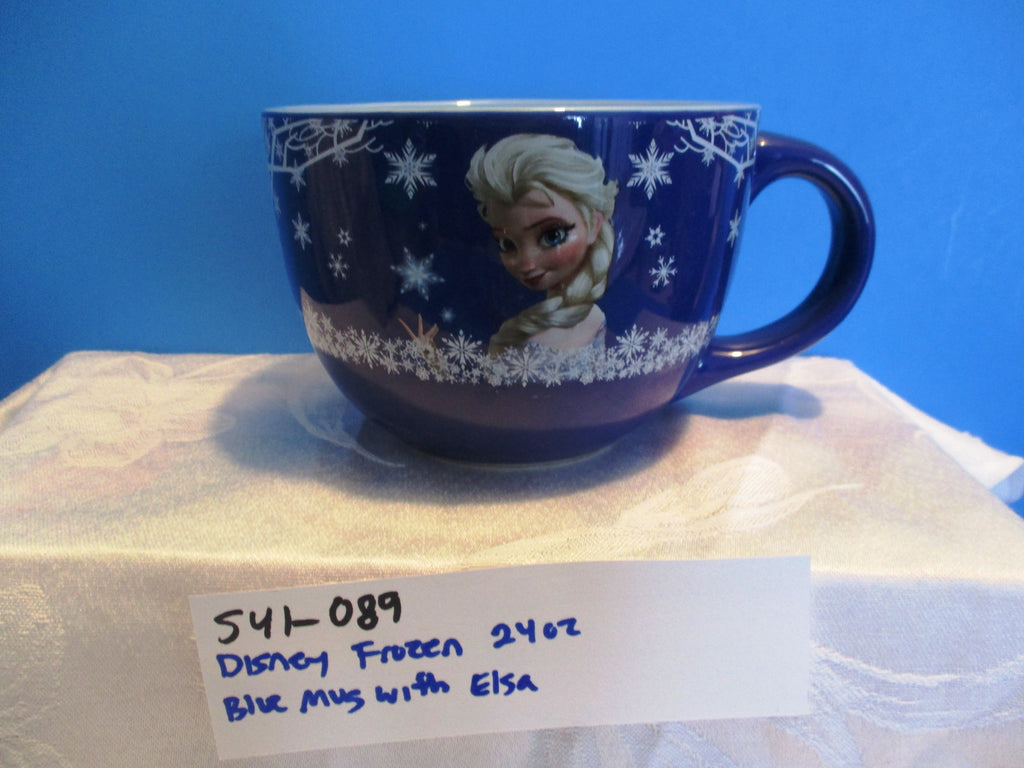 541-089
Disney Frozen 24oz
Blue Mug with Elsa